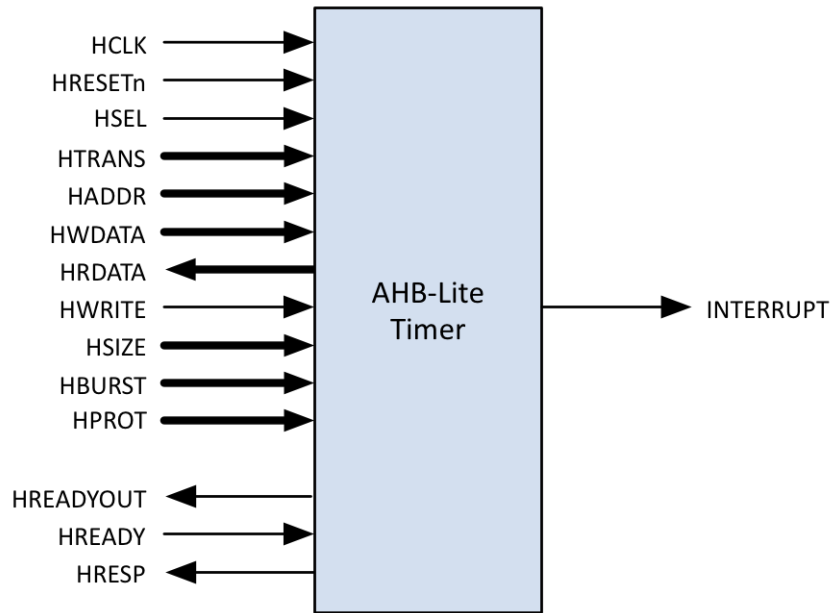 HCLK
HRESETn
HSEL
HTRANS
HADDR
HWDATA
HRDATA
HWRITE
HSIZE
HBURST
HPROT
HREADYOUT
HREADY
HRESP
AHB-Lite
Timer
INTERRUPT